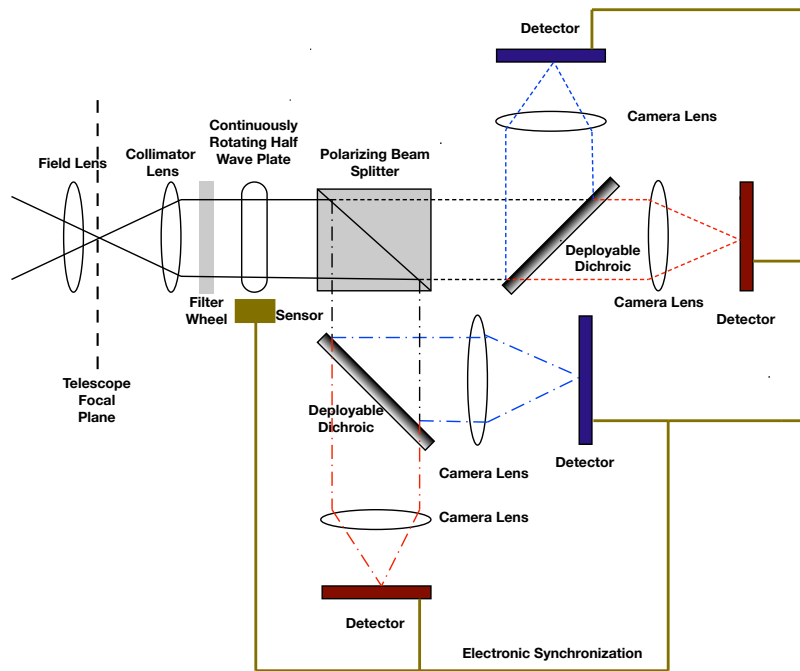 Detector
Camera Lens
Continuously
Rotating Half
Wave Plate
Polarizing Beam
Splitter
Field Lens
Collimator
Lens
Deployable
Dichroic
Camera Lens
Detector
Filter
Wheel
Sensor
Telescope
Focal
Plane
Deployable
Dichroic
Camera Lens
Detector
Camera Lens
Detector
Electronic Synchronization